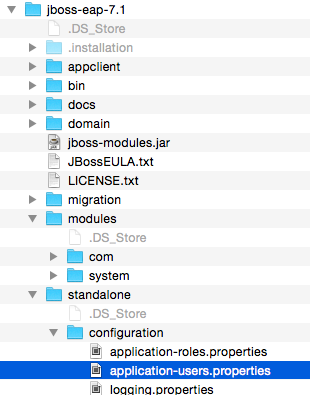 jboss-eap-7.1
.DS_Store
.installation
appclient
bin
docs
domain
jboss-modules.jar
JBossEULA.txt
LICENSE.txt
migration
modules
.DS_Store
com
system
standalone
.DS_Store
configuration
application-roles.properties
application-users.properties
logging.properties